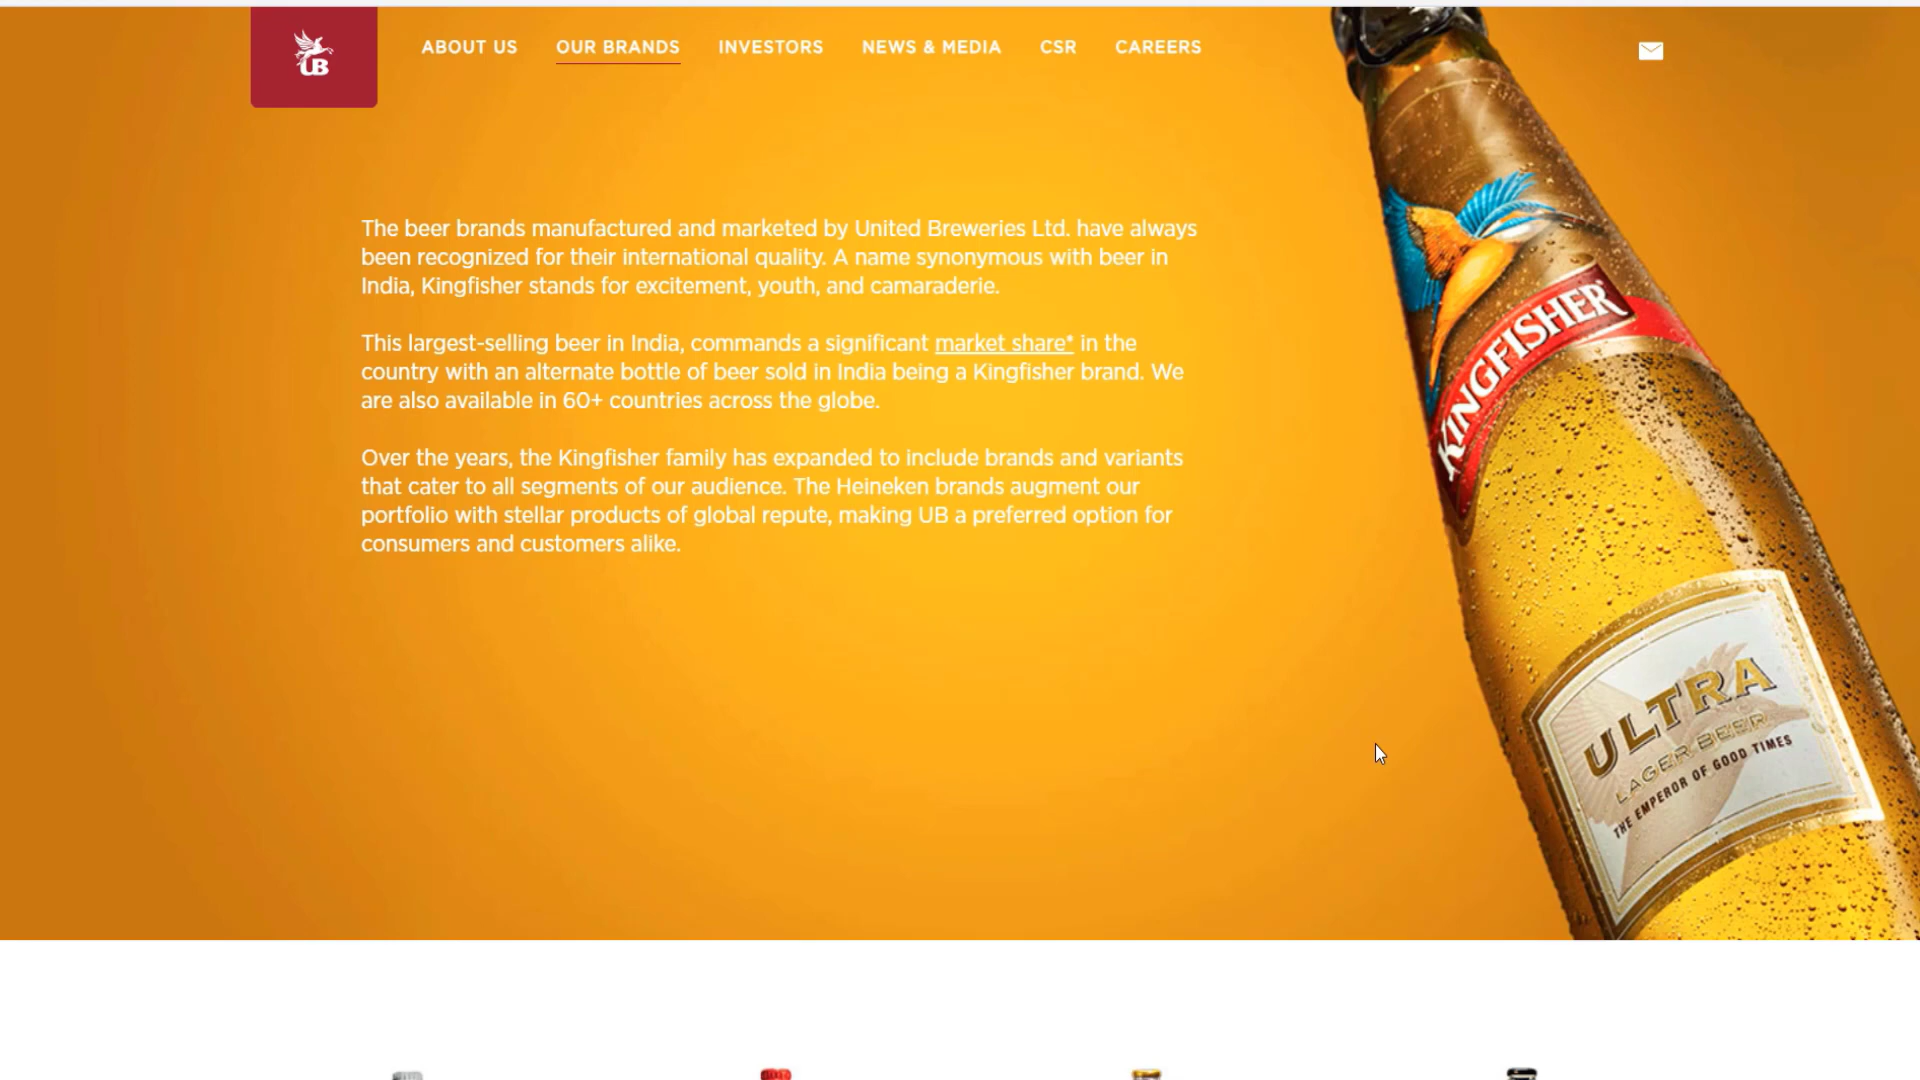 UB
ABOUT US
OUR BRANDS
INVESTORS
NEWS & MEDIA
CSR
CAREERS
The beer brands manufactured and marketed by United Breweries Ltd. have always
been recognized for their international quality. A name synonymous with beer in
India, Kingfisher stands for excitement, youth, and camaraderie.
This largest-selling beer in India, commands a significant market share* in the
country with an alternate bottle of beer sold in India being a Kingfisher brand. We
are also available in 60+ countries across the globe.
Over the years, the Kingfisher family has expanded to include brands and variants
that cater to all segments of our audience. The Heineken brands augment our
portfolio with stellar products of global repute, making UB a preferred option for
consumers and customers alike.
KINGFISHER
ULTRA
LAGER BEER
THE EMPEROR OF GOOD TIMES